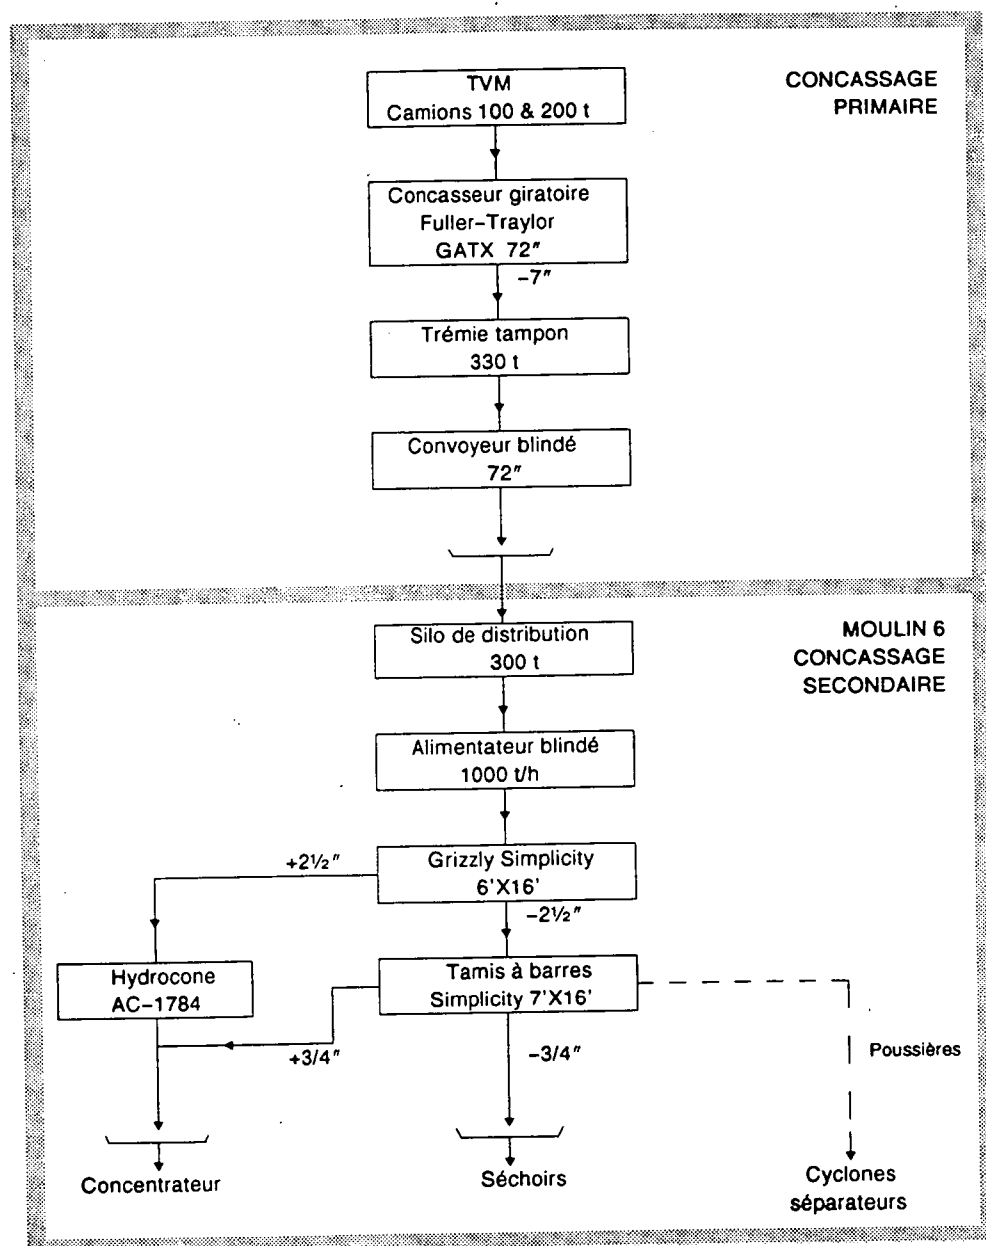 CONCASSAGE
PRIMAIRE
TVM
Camions 100 & 200 t
Concasseur giratoire
Fuller-Traylor
GATX 72"
-7"
Trémie tampon
330 t
Convoyeur blindé
72"
MOULIN 6
CONCASSAGE
SECONDAIRE
Silo de distribution
300 t
Alimentateur blindé
1000 t/h
Grizzly Simplicity
6'X16'
+2½"
-2½"
Hydrocone
AC-1784
Tamis à barres
Simplicity 7'X16'
+3/4"
-3/4"
Poussières
Concentrateur
Séchoirs
Cyclones
séparateurs